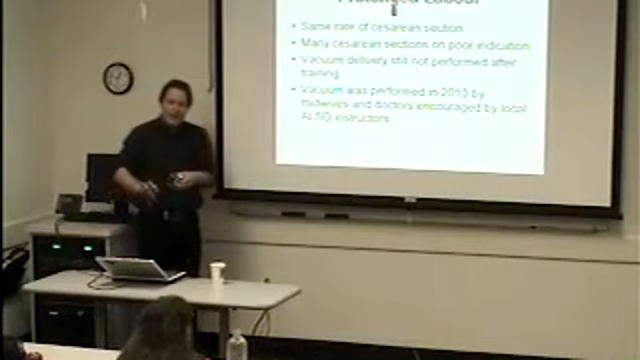 Prolonged Labour
• Same rate of cesarean section
• Many cesarean sections on poor indication
• Vacuum delivery still not performed after
training
• Vacuum was performed in 2010 by
midwives and doctors encouraged by local
ALSO instructors